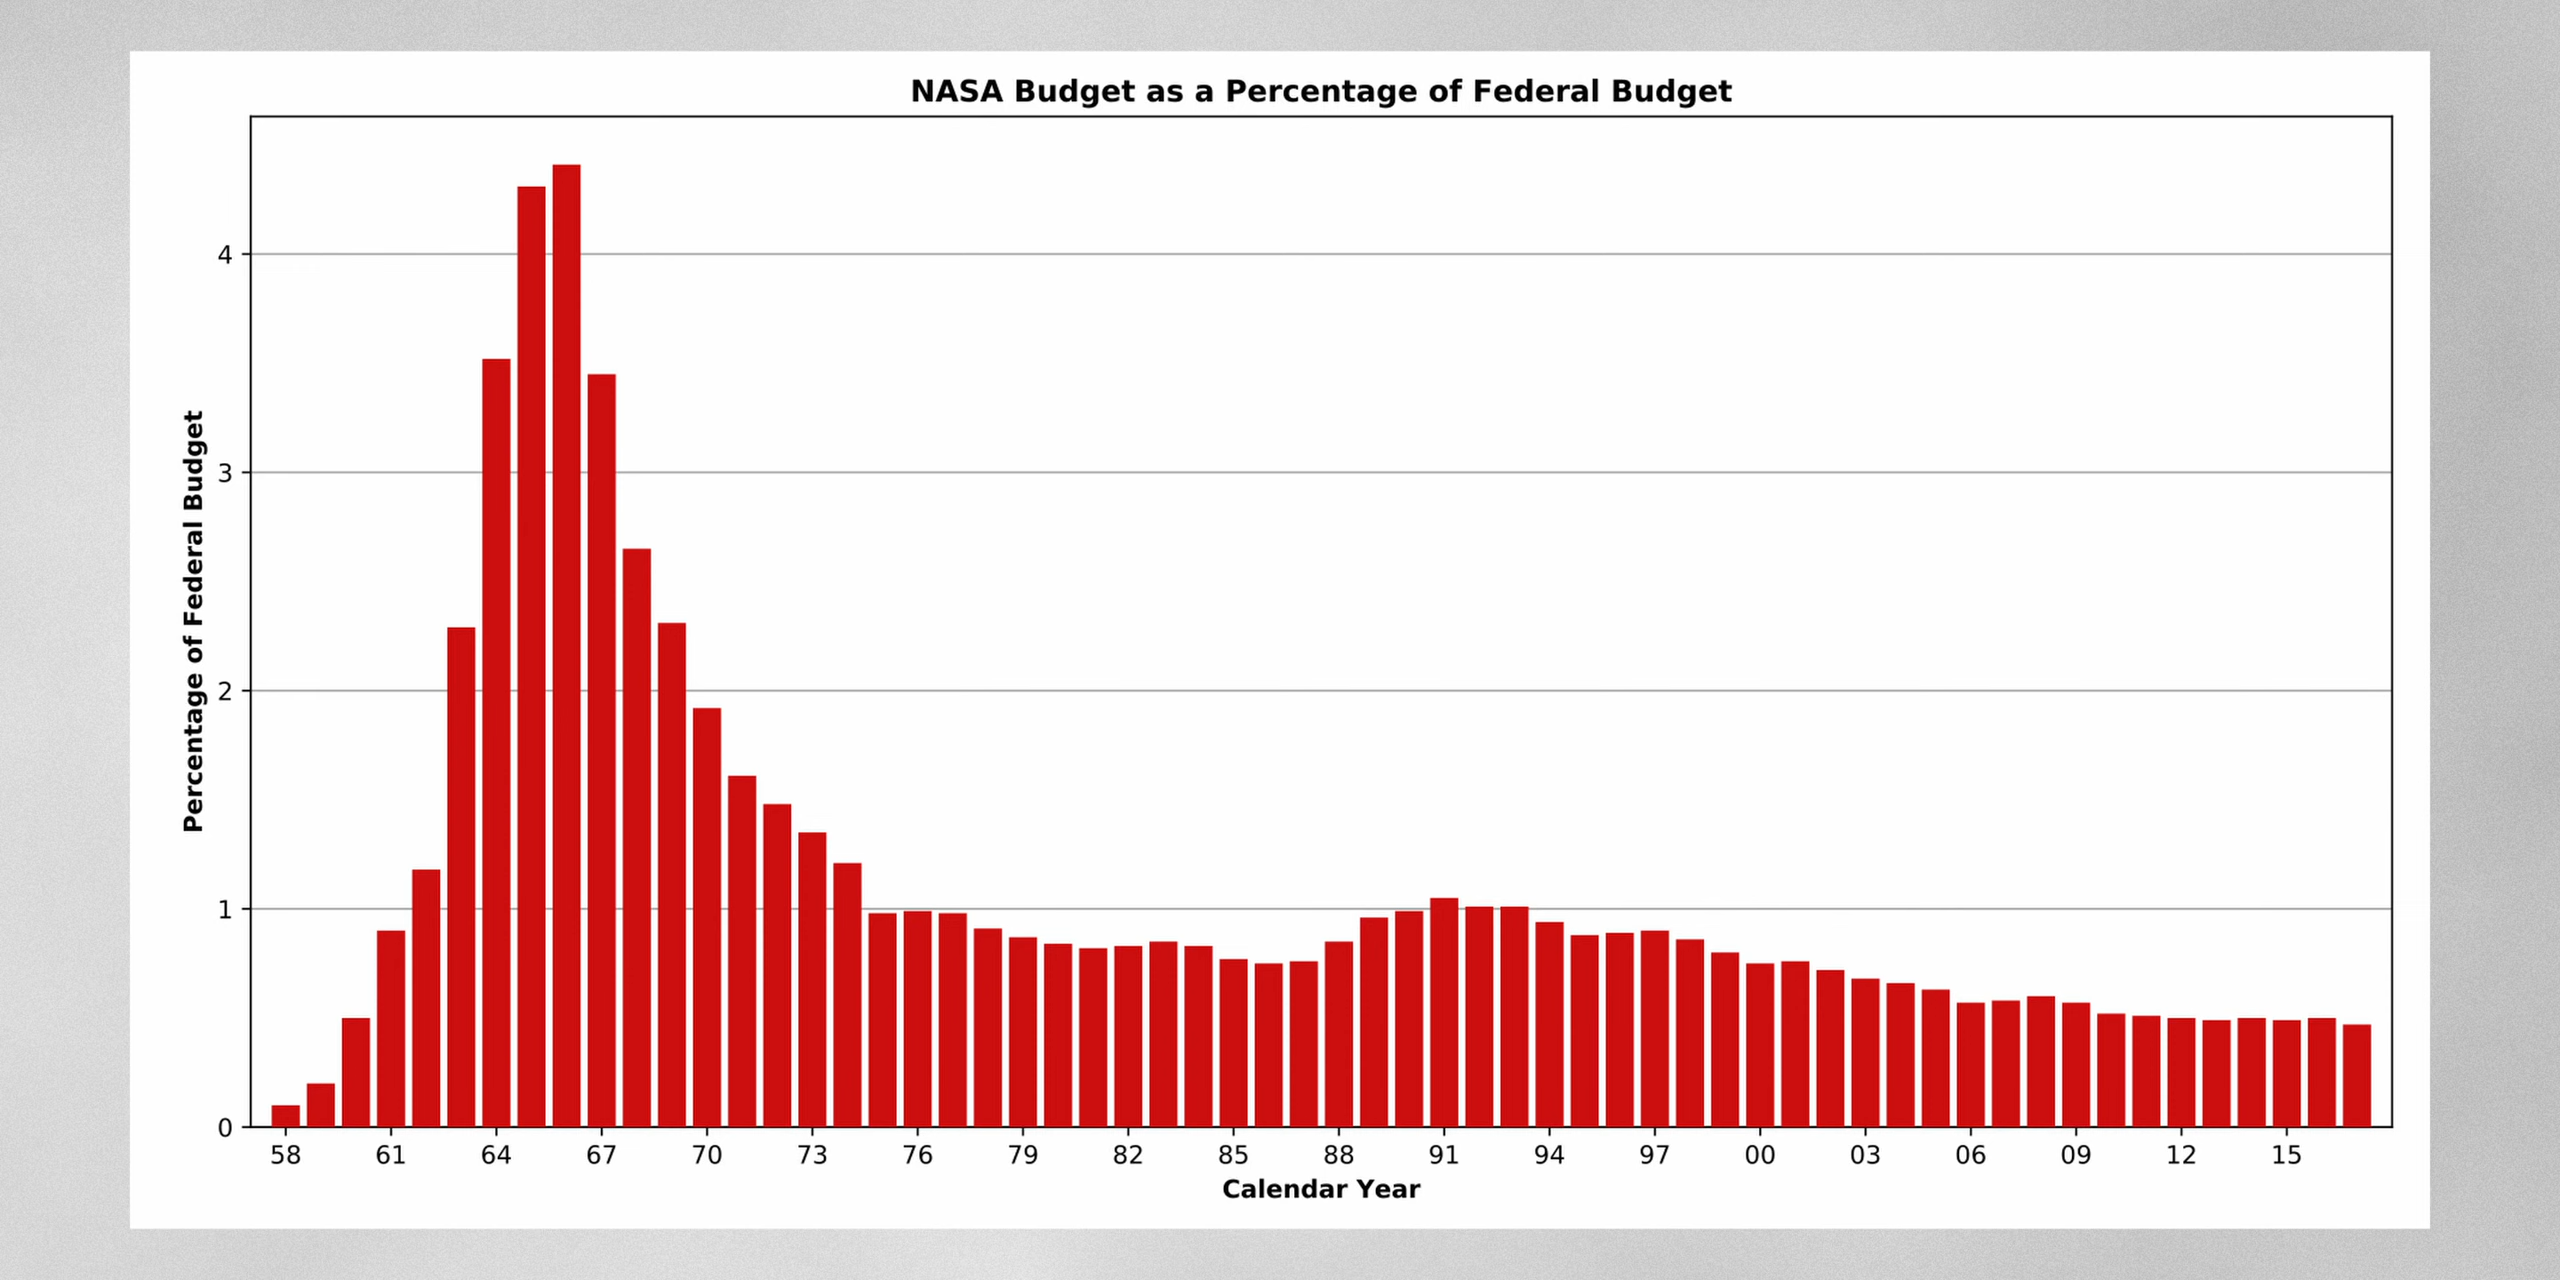 NASA Budget as a Percentage of Federal Budget
Percentage of Federal Budget
4
3
2
1
0
58 61 64 67 70 73 76 79 82 85 88 91 94 97 00 03 06 09 12 15
Calendar Year